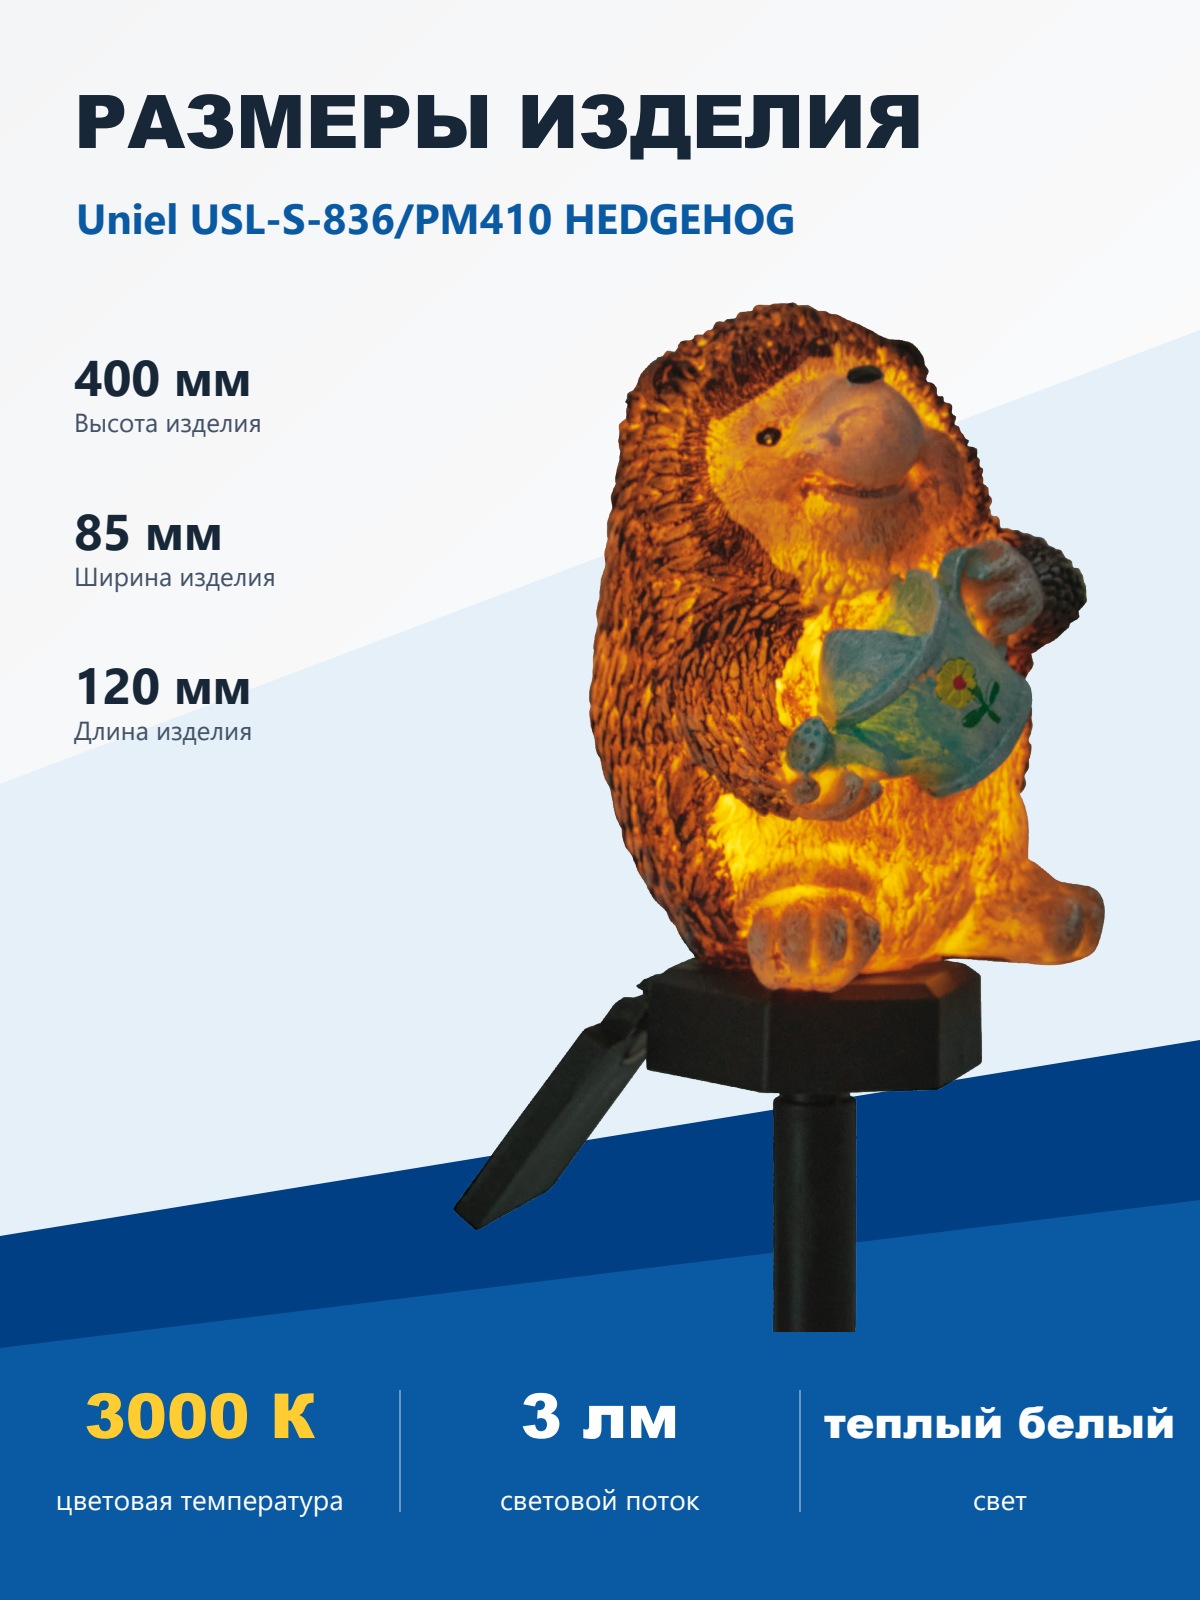 РАЗМЕРЫ ИЗДЕЛИЯ
Uniel USL-S-836/PM410 HEDGEHOG
400 мм
Высота изделия
85 мм
Ширина изделия
120 мм
Длина изделия
3000 К
цветовая температура
3 лм
световой поток
теплый белый
свет